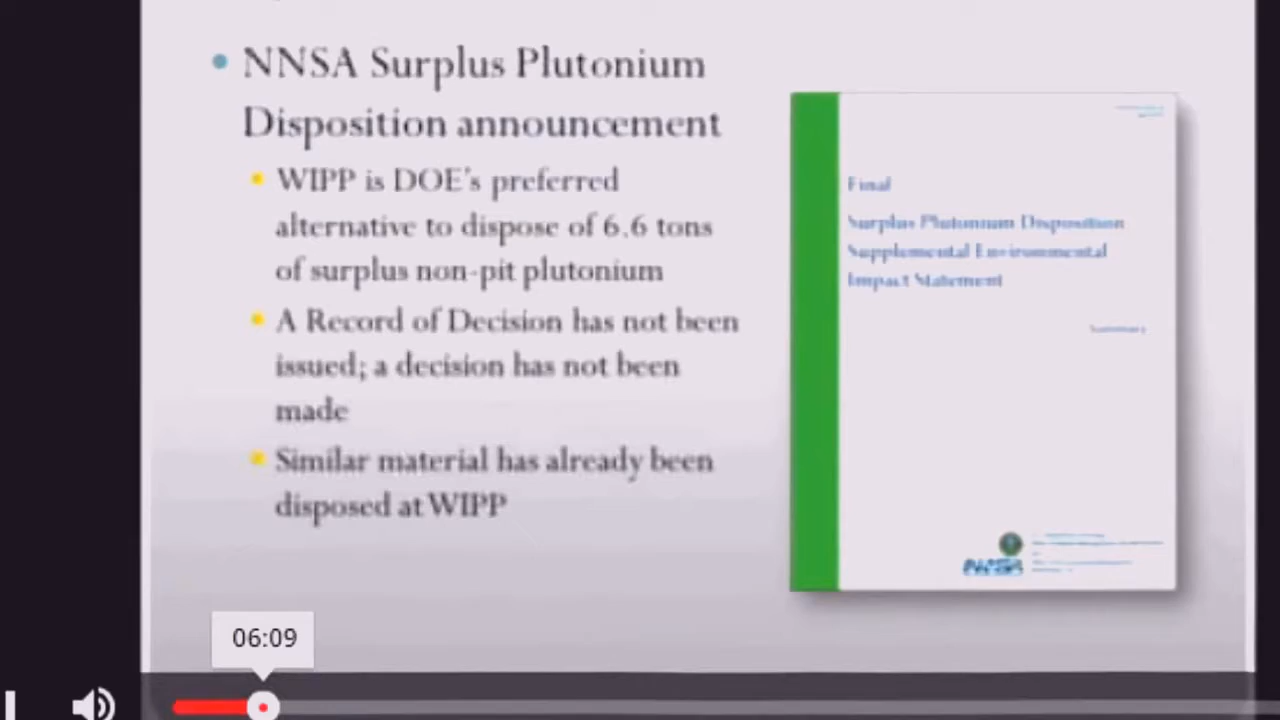 NNSA Surplus Plutonium
Disposition announcement
WIPP is DOE's preferred
alternative to dispose of 6.6 tons
of surplus non-pit plutonium
A Record of Decision has not been
issued; a decision has not been
made
Similar material has already been
disposed at WIPP
Final
Surplus Plutonium Disposition
Supplemental Environmental
Impact Statement
Summary
NNSA
06:09